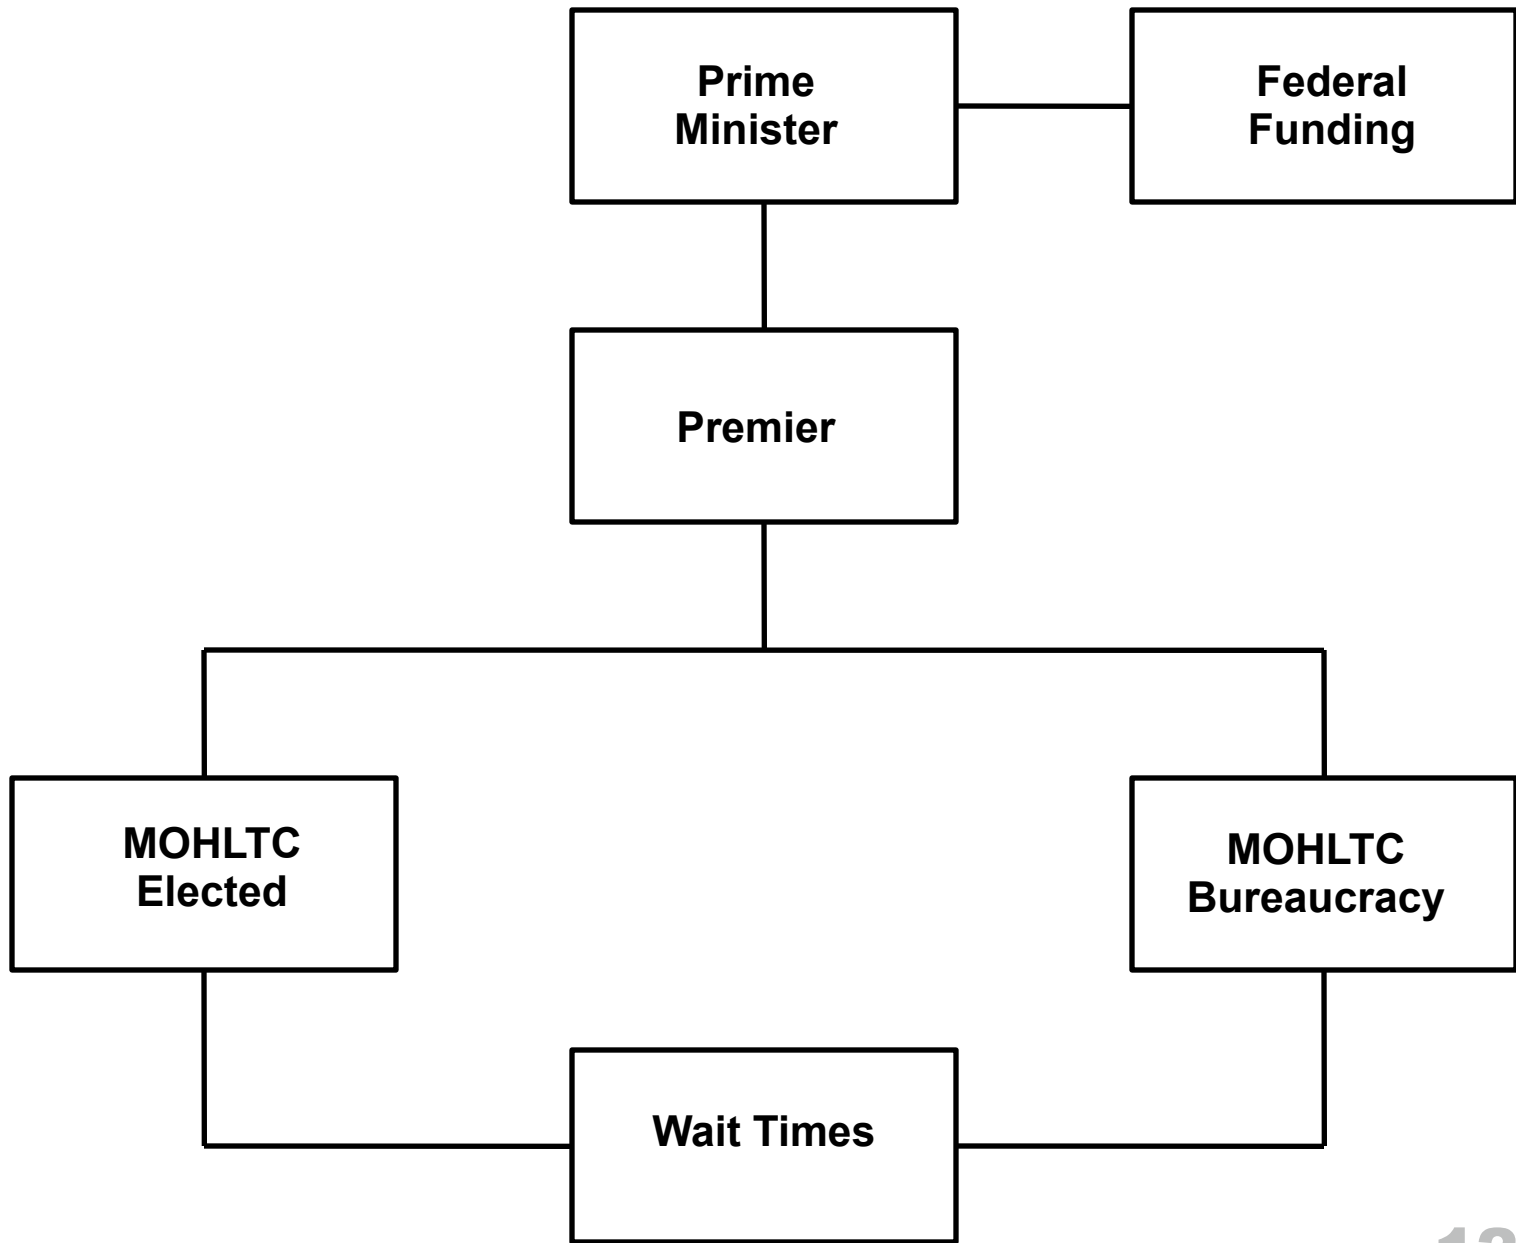 Prime
Minister
Federal
Funding
Premier
MOHLTC
Elected
MOHLTC
Bureaucracy
Wait Times